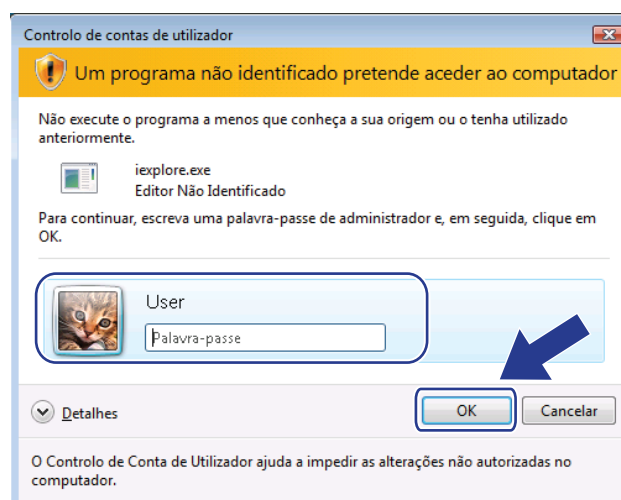 Controlo de contas de utilizador
Um programa não identificado pretende aceder ao computador
Não execute o programa a menos que conheça a sua origem ou o tenha utilizado
anteriormente.
iexplore.exe
Editor Não Identificado
Para continuar, escreva uma palavra-passe de administrador e, em seguida, clique em
OK.
User
Palavra-passe
Detalhes
OK
Cancelar
O Controlo de Conta de Utilizador ajuda a impedir as alterações não autorizadas no
computador.